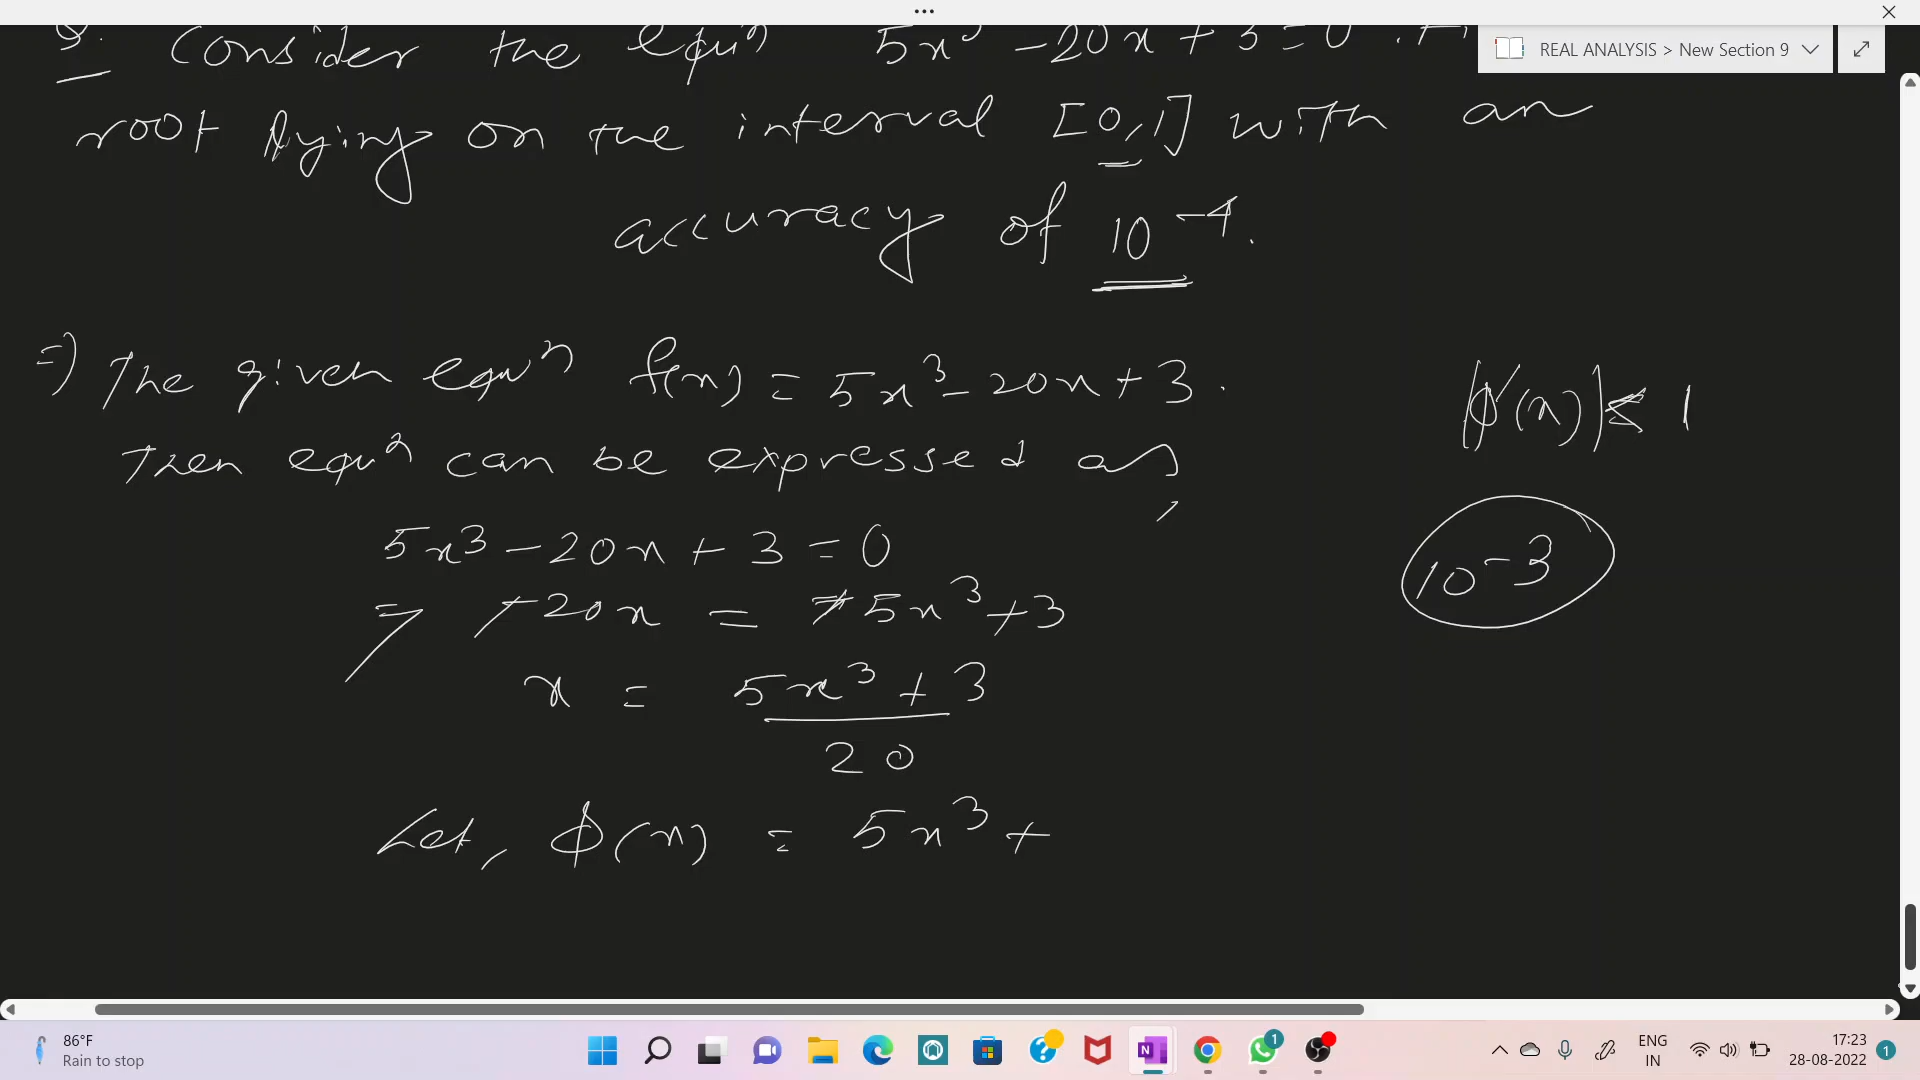 ...
REAL ANALYSIS > New Section 9
Q. Consider the equⁿ 5x³ - 20x + 3 = 0 .
root lying on the interval [0,1] with an
accuracy of 10⁻⁴.
=) The given equⁿ f(x) = 5x³ - 20x + 3 .
|φ'(x)| < 1
Then equⁿ can be expressed as,
5x³ - 20x + 3 = 0
10⁻³
=> +20x = +5x³ + 3
x = 5x³ + 3
20
Let, φ(x) = 5x³ +
86°F
Rain to stop
1
ENG
IN
17:23
28-08-2022
1